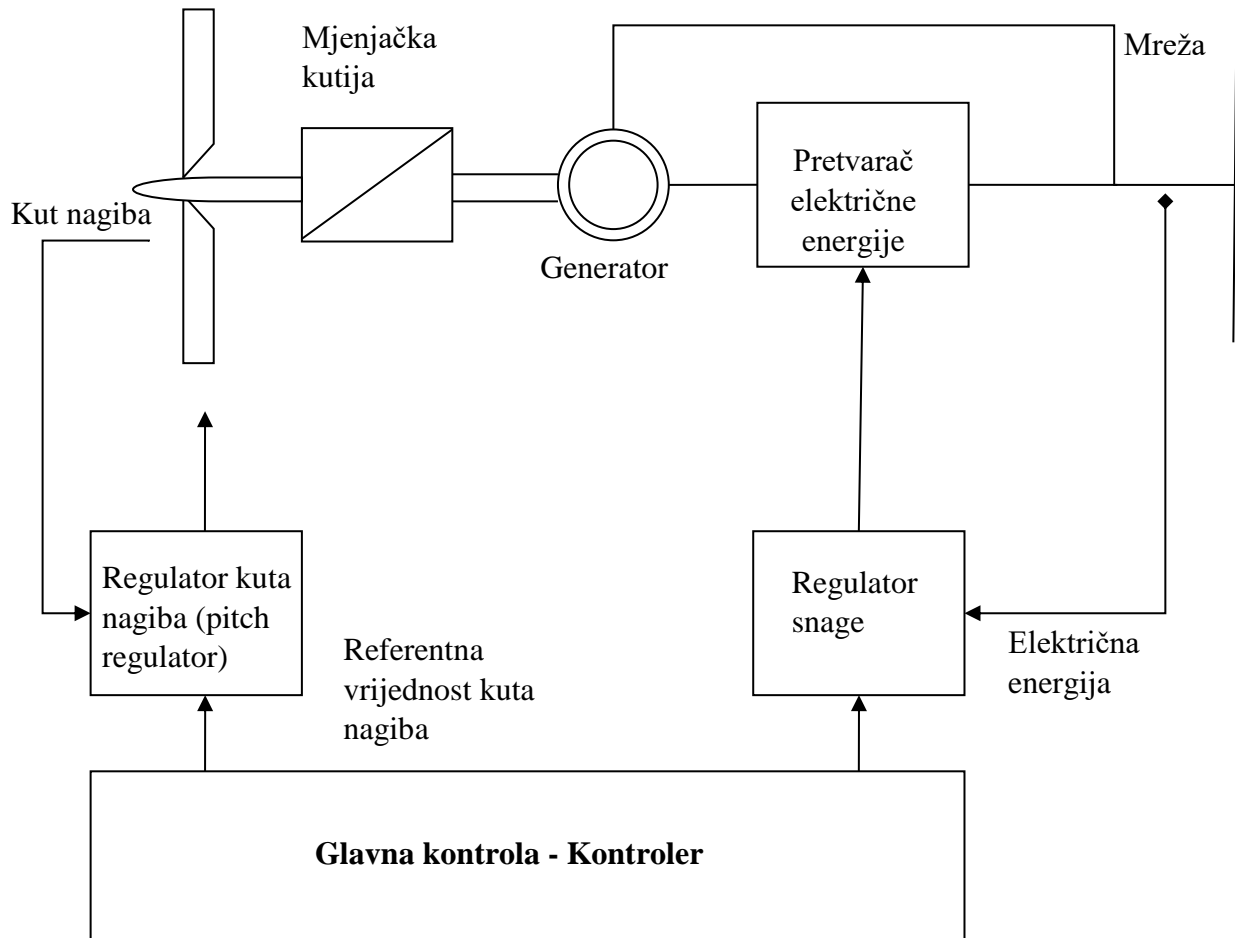 Mjenjačka
kutija
Mreža
Pretvarač
električne
energije
Kut nagiba
Generator
Regulator kuta
nagiba (pitch
regulator)
Regulator
snage
Referentna
vrijednost kuta
nagiba
Električna
energija
Glavna kontrola - Kontroler